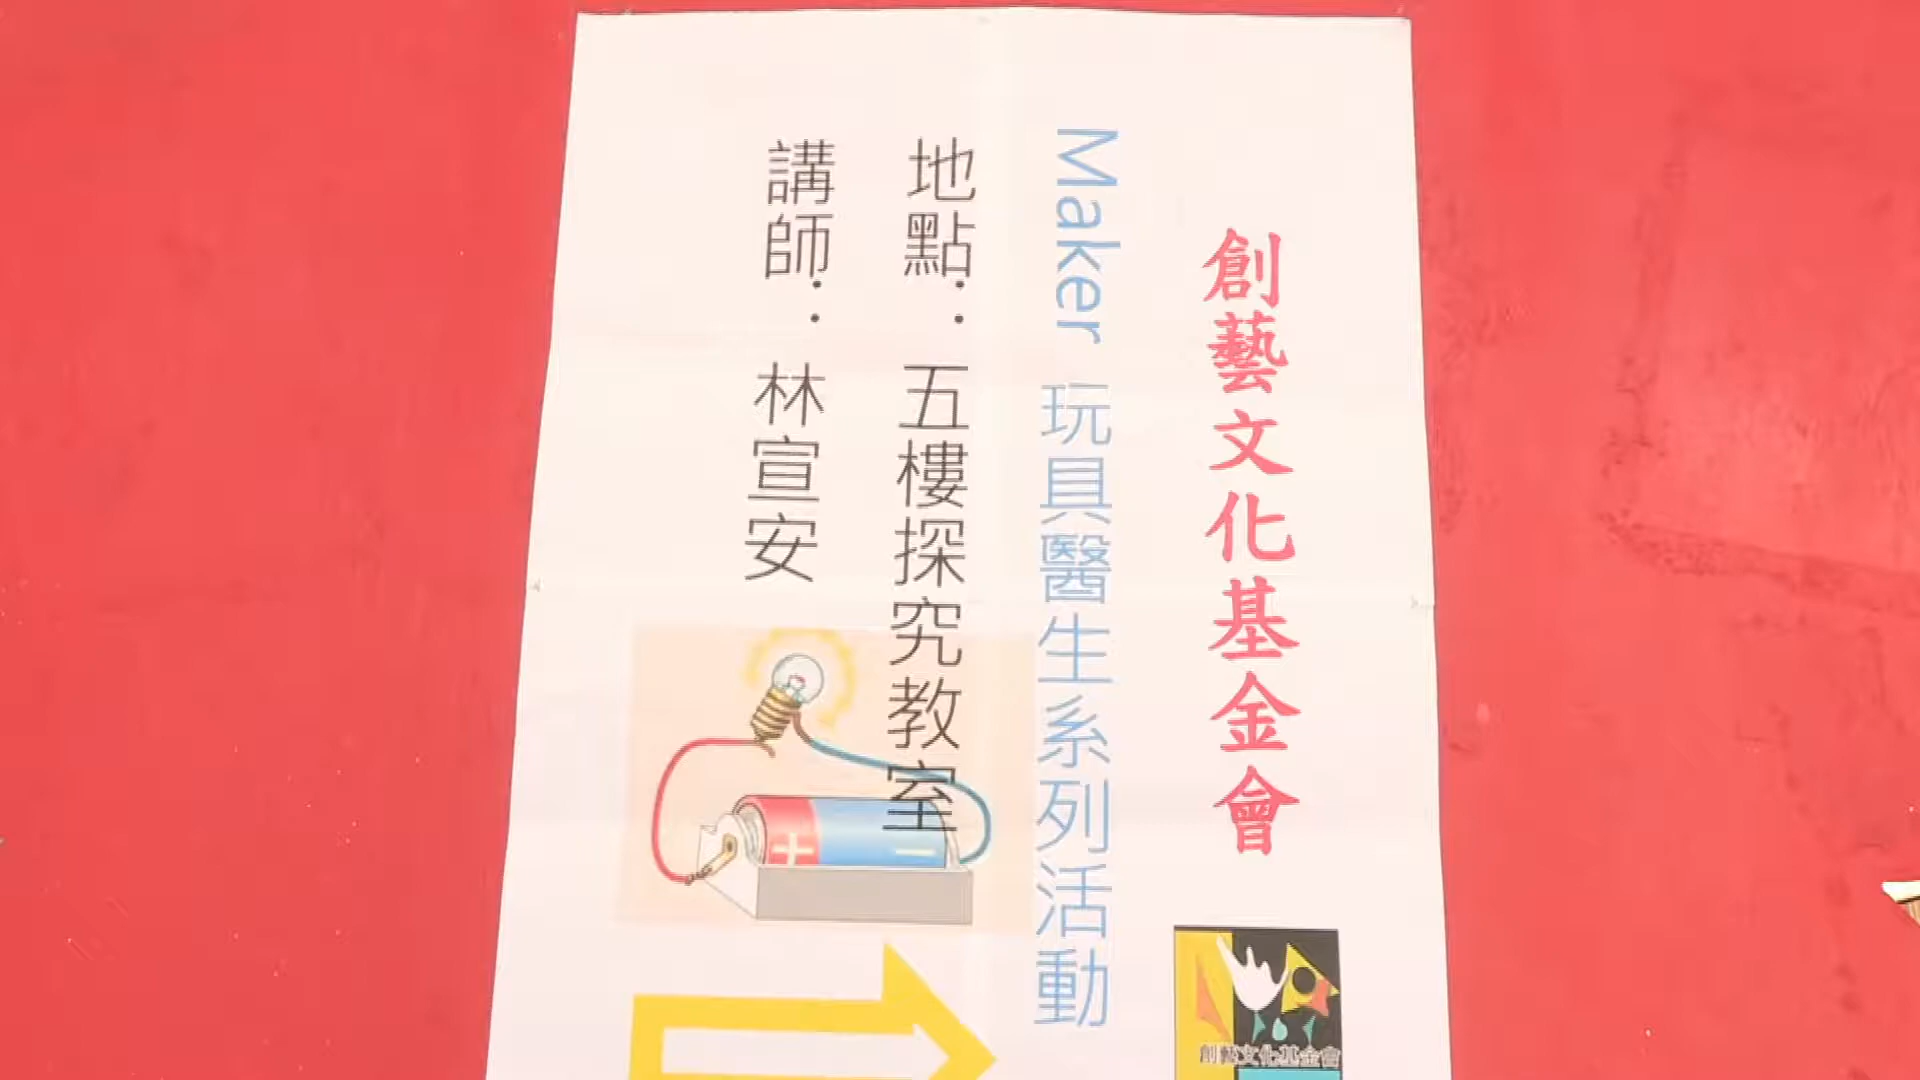 創藝文化基金會
Maker 玩具醫生系列活動
地點：五樓探究教室
講師：林宣安
+
－
創藝文化基金會